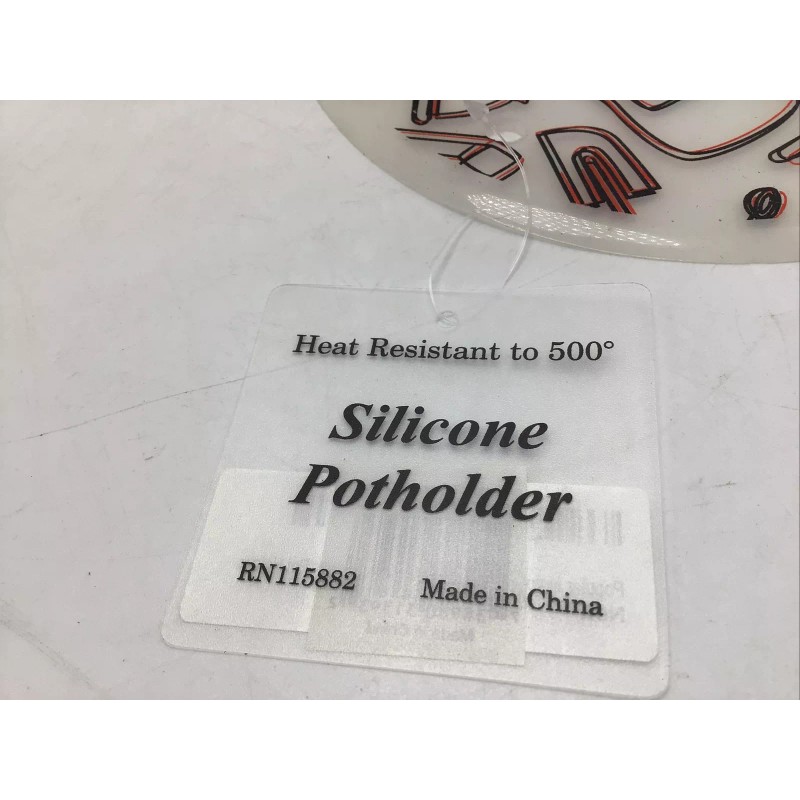 Heat Resistant to 500°
Silicone
Potholder
RN115882
Made in China